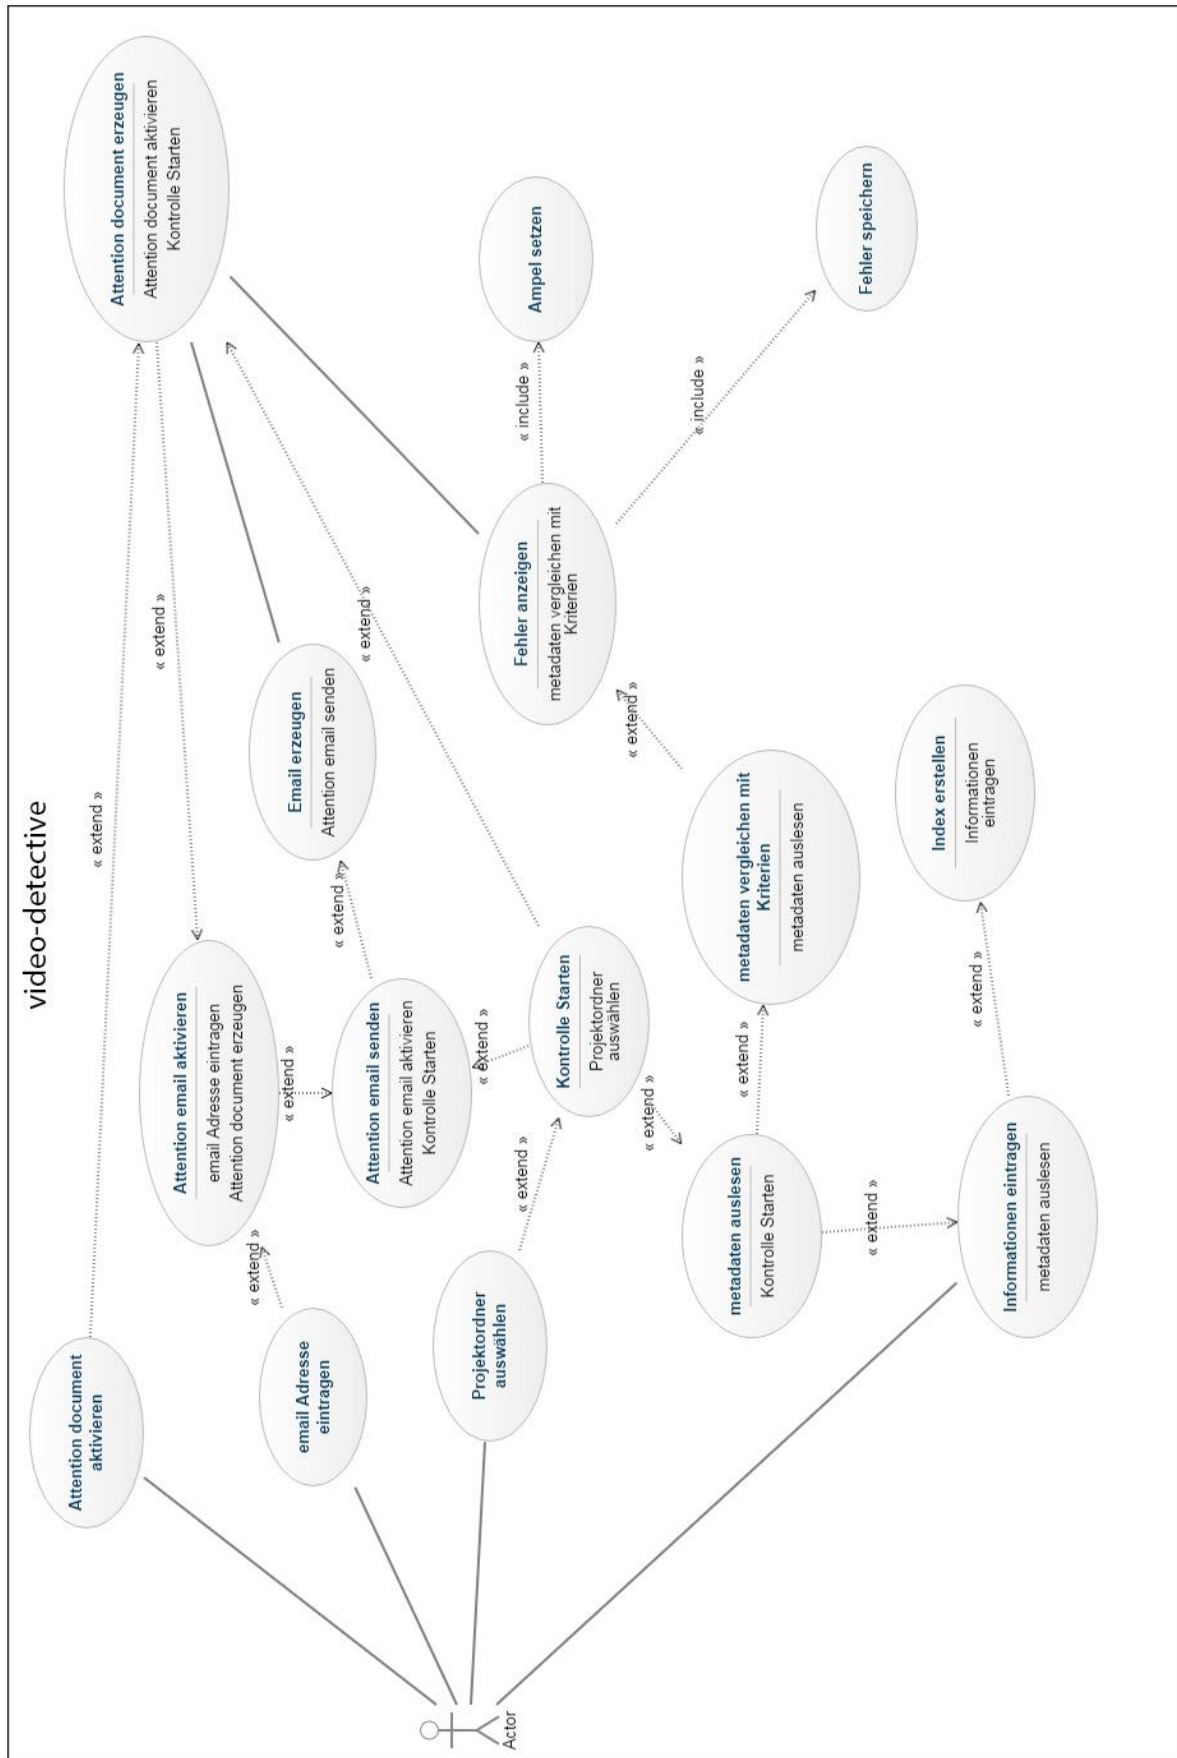 video-detective
Attention document
aktivieren
« extend »
Attention document erzeugen
Attention document aktivieren
Kontrolle Starten
« extend »
Attention email aktivieren
email Adresse eintragen
Attention document erzeugen
« extend »
email Adresse
eintragen
« extend »
Attention email senden
Attention email aktivieren
Kontrolle Starten
« extend »
Email erzeugen
Attention email senden
« extend »
« extend »
Projektordner
auswählen
« extend »
Kontrolle Starten
Projektordner
auswählen
« extend »
Fehler anzeigen
metadaten vergleichen mit
Kriterien
« include »
Ampel setzen
« include »
Fehler speichern
« extend »
metadaten vergleichen mit
Kriterien
metadaten auslesen
« extend »
metadaten auslesen
Kontrolle Starten
« extend »
Informationen eintragen
metadaten auslesen
« extend »
Index erstellen
Informationen
eintragen
Actor